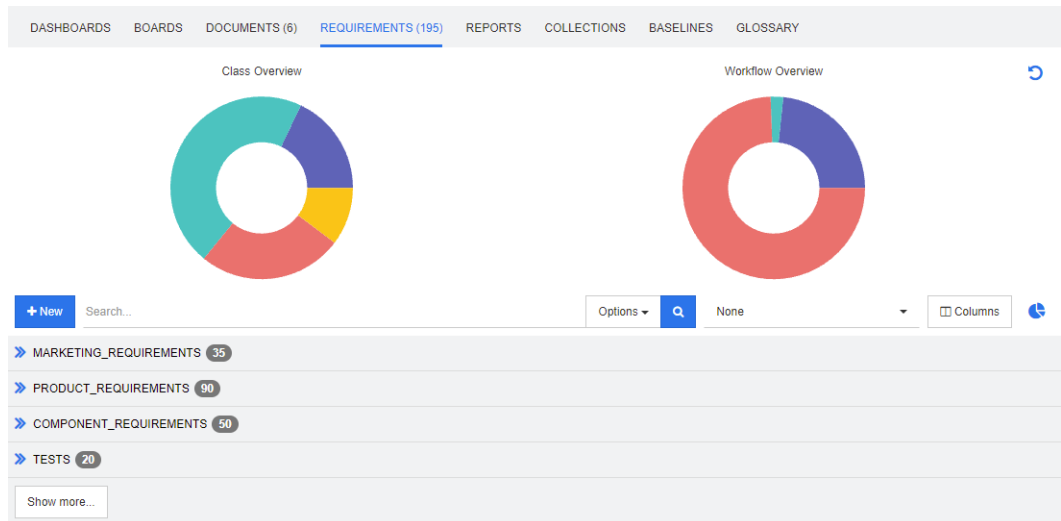 DASHBOARDS BOARDS DOCUMENTS (6) REQUIREMENTS (195) REPORTS COLLECTIONS BASELINES GLOSSARY
Class Overview Workflow Overview
+ New Search... Options None Columns
MARKETING_REQUIREMENTS 35
PRODUCT_REQUIREMENTS 90
COMPONENT_REQUIREMENTS 50
TESTS 20
Show more...